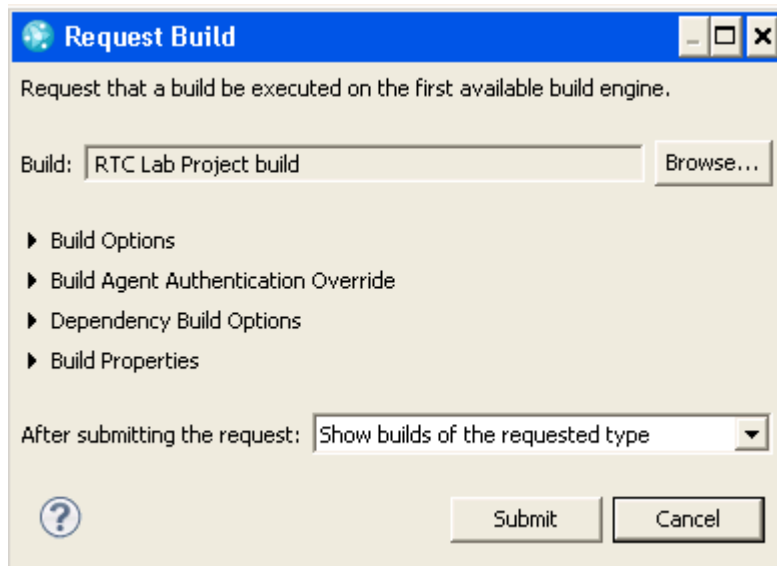 Request Build
Request that a build be executed on the first available build engine.
Build: RTC Lab Project build Browse...
Build Options
Build Agent Authentication Override
Dependency Build Options
Build Properties
After submitting the request: Show builds of the requested type
? Submit Cancel